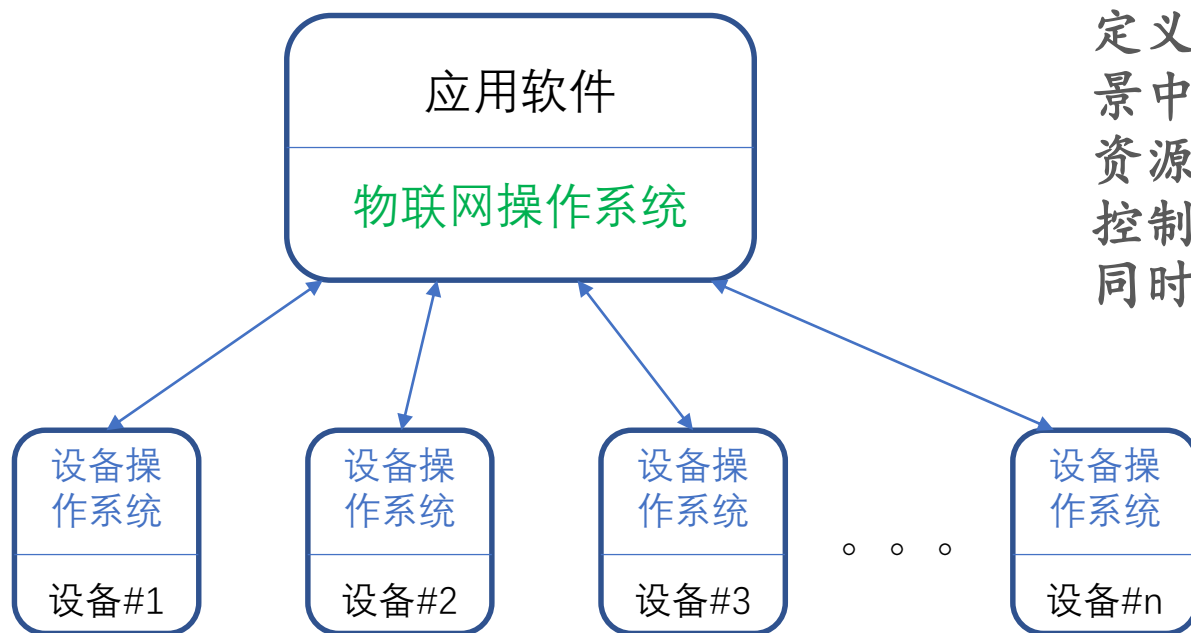 应用软件
物联网操作系统
定义
景中
资源
控制
同时
设备操
作系统
设备#1
设备操
作系统
设备#2
设备操
作系统
设备#3
。。。
设备操
作系统
设备#n